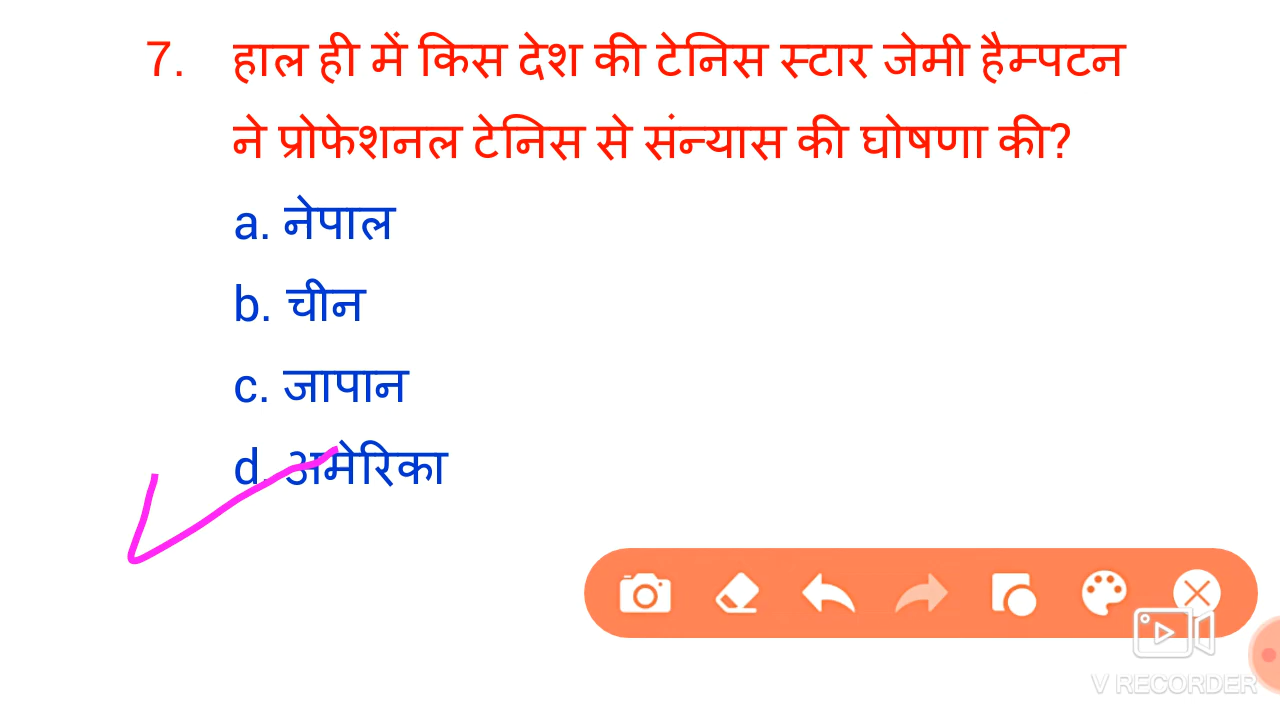 7. हाल ही में किस देश की टेनिस स्टार जेमी हैम्पटन
ने प्रोफेशनल टेनिस से संन्यास की घोषणा की?
a. नेपाल
b. चीन
c. जापान
d. अमेरिका
V RECORDER